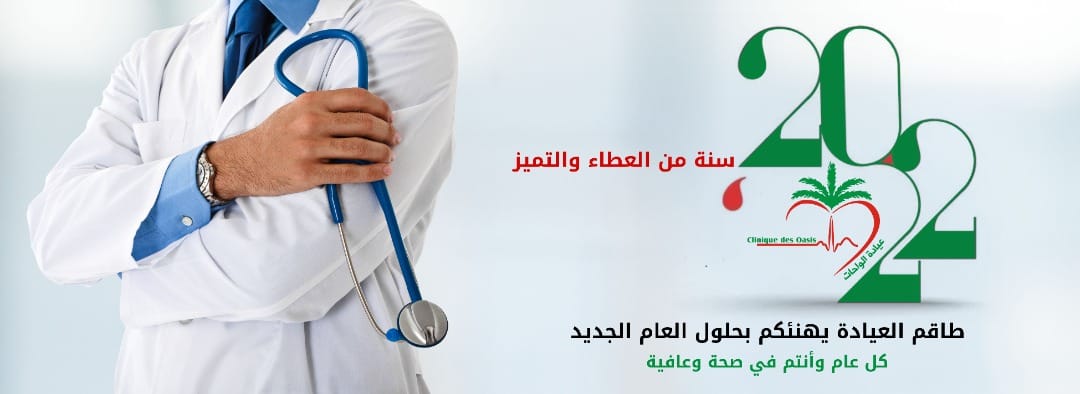 2022
سنة من العطاء والتميز
Clinique des Oasis
عيادة الواحات
طاقم العيادة يهنئكم بحلول العام الجديد
كل عام وأنتم في صحة وعافية